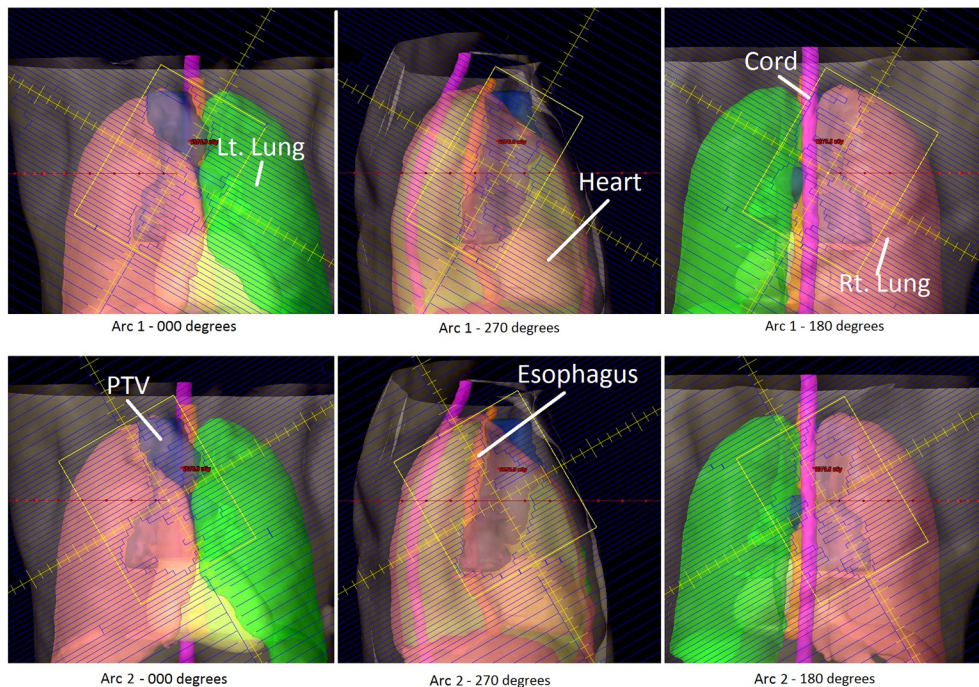 Lt. Lung
Heart
Cord
Rt. Lung
Arc 1 - 000 degrees
Arc 1 - 270 degrees
Arc 1 - 180 degrees
PTV
Esophagus
Arc 2 - 000 degrees
Arc 2 - 270 degrees
Arc 2 - 180 degrees